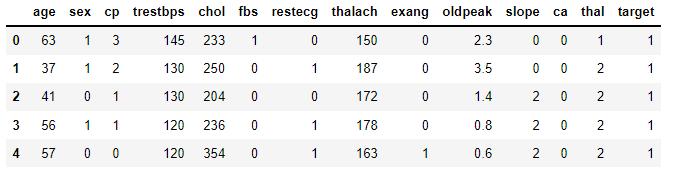 age sex cp trestbps chol fbs restecg thalach exang oldpeak slope ca thal target
0 63 1 3 145 233 1 0 150 0 2.3 0 0 1 1
1 37 1 2 130 250 0 1 187 0 3.5 0 0 2 1
2 41 0 1 130 204 0 0 172 0 1.4 2 0 2 1
3 56 1 1 120 236 0 1 178 0 0.8 2 0 2 1
4 57 0 0 120 354 0 1 163 1 0.6 2 0 2 1